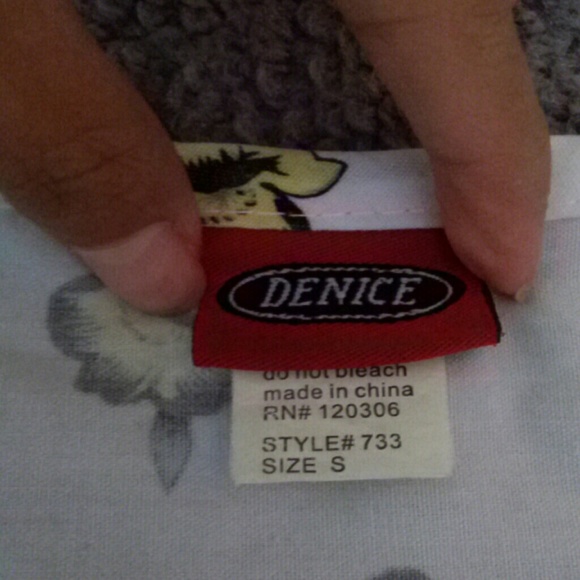 DENICE
do not bleach
made in china
RN# 120306
STYLE# 733
SIZE S